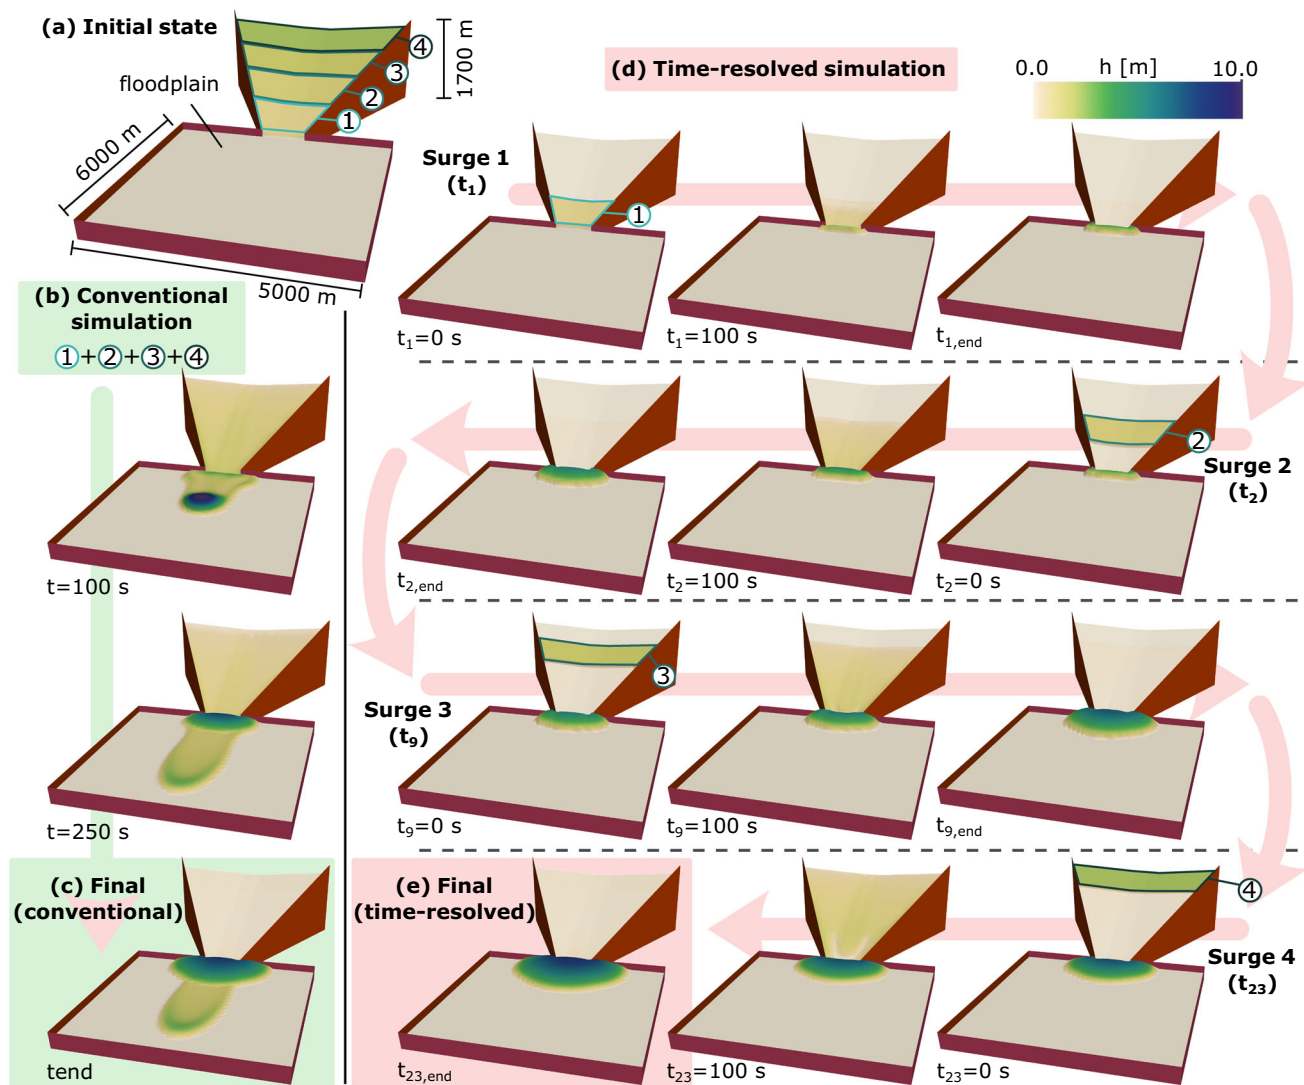 (a) Initial state
floodplain
6000 m
5000 m
1700 m
4
3
2
1
(b) Conventional
simulation
1+2+3+4
t=100 s
t=250 s
(c) Final
(conventional)
tend
(d) Time-resolved simulation
0.0 h [m] 10.0
Surge 1
(t1)
1
t1=0 s
t1=100 s
t1,end
2
Surge 2
(t2)
t2,end
t2=100 s
t2=0 s
3
Surge 3
(t9)
t9=0 s
t9=100 s
t9,end
4
Surge 4
(t23)
(e) Final
(time-resolved)
t23,end
t23=100 s
t23=0 s